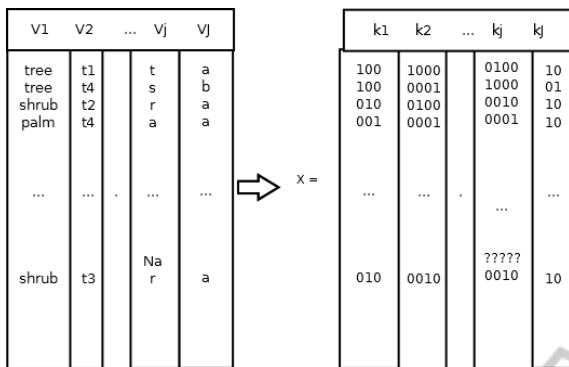 V1 V2 ... Vj VJ
k1 k2 ... kj kJ
tree t1 t a
tree t4 s b
shrub t2 r a
palm t4 a a
100 1000 0100 10
100 0001 1000 01
010 0100 0010 10
001 0001 0001 10
X =
... ... . ... ...
... ... . ... ...
Na
shrub t3 r a
?????
010 0010 0010 10